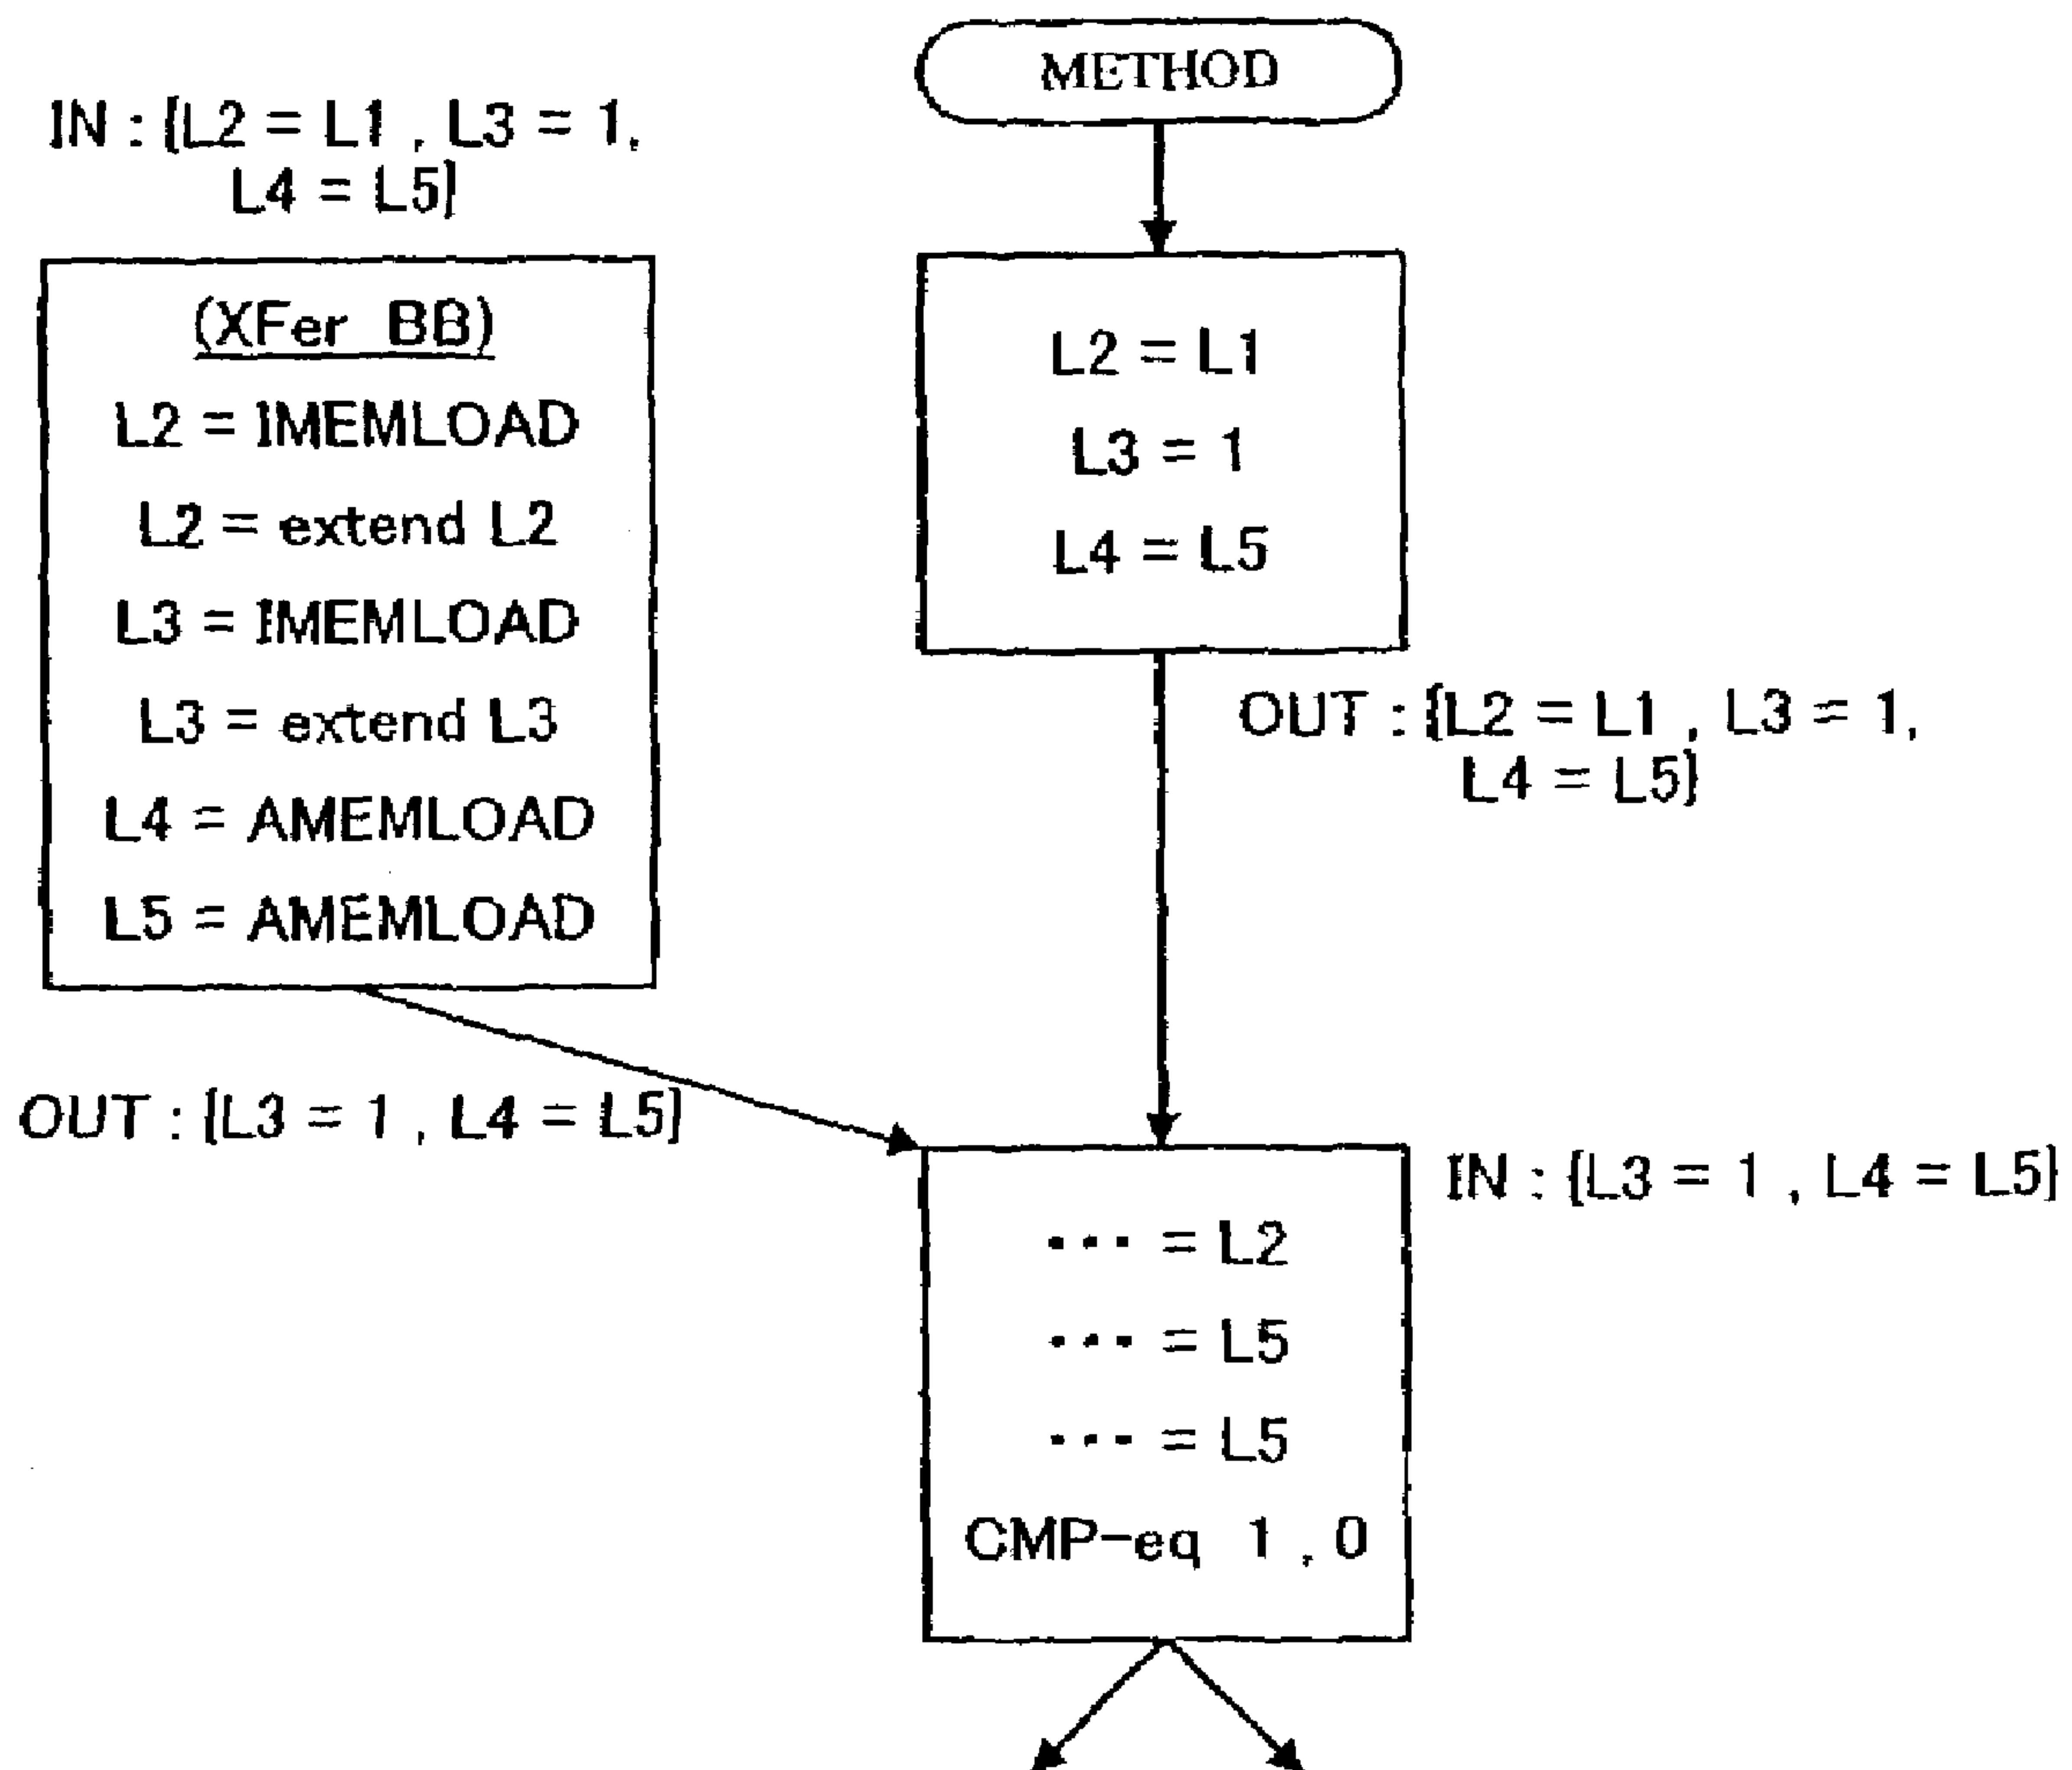 METHOD
IN : {L2 = L1 , L3 = 1,
L4 = L5}
(XFer BB)
L2 = IMEMLOAD
L2 = extend L2
L3 = IMEMLOAD
L3 = extend L3
L4 = AMEMLOAD
L5 = AMEMLOAD
L2 = L1
L3 = 1
L4 = L5
OUT : {L2 = L1 , L3 = 1,
L4 = L5}
OUT : {L3 = 1 , L4 = L5}
IN : {L3 = 1 , L4 = L5}
... = L2
... = L5
... = L5
CMP-eq 1 , 0